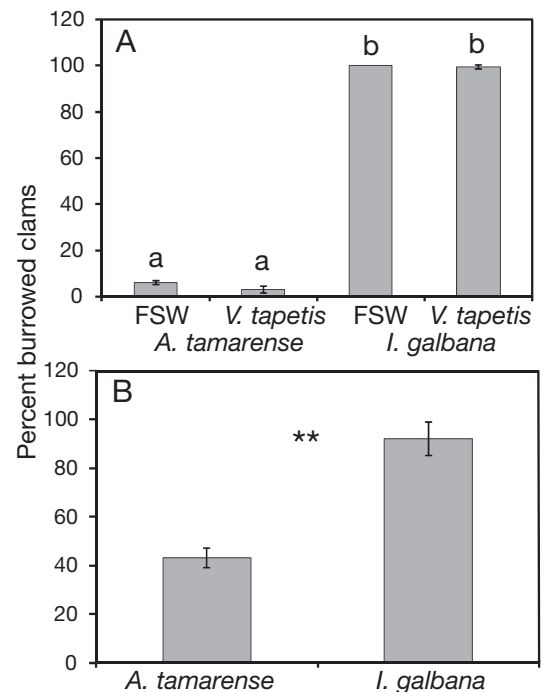 Percent burrowed clams
A
120
100
80
60
40
20
0
a
a
b
b
FSW V. tapetis FSW V. tapetis
A. tamarense I. galbana
B
120
100
80
60
40
20
0
**
A. tamarense I. galbana